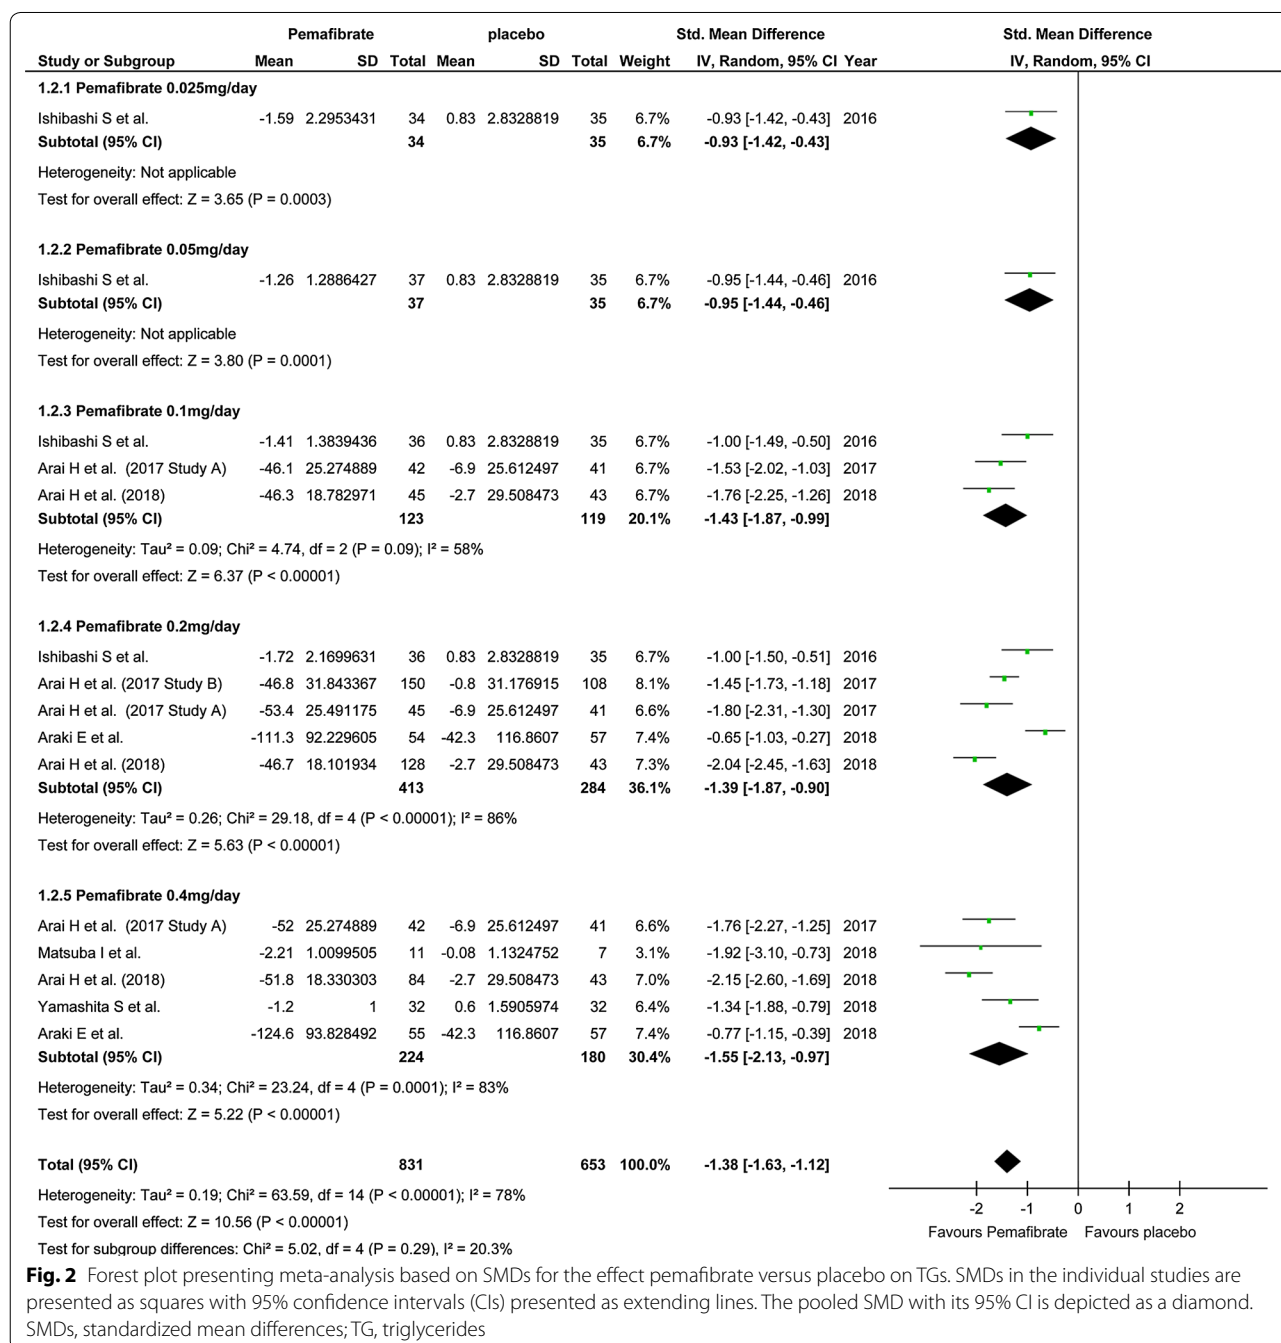 Pemafibrate placebo Std. Mean Difference Std. Mean Difference
Study or Subgroup Mean SD Total Mean SD Total Weight IV, Random, 95% CI Year IV, Random, 95% CI
1.2.1 Pemafibrate 0.025mg/day
Ishibashi S et al. -1.59 2.2953431 34 0.83 2.8328819 35 6.7% -0.93 [-1.42, -0.43] 2016
Subtotal (95% CI) 34 35 6.7% -0.93 [-1.42, -0.43]
Heterogeneity: Not applicable
Test for overall effect: Z = 3.65 (P = 0.0003)
1.2.2 Pemafibrate 0.05mg/day
Ishibashi S et al. -1.26 1.2886427 37 0.83 2.8328819 35 6.7% -0.95 [-1.44, -0.46] 2016
Subtotal (95% CI) 37 35 6.7% -0.95 [-1.44, -0.46]
Heterogeneity: Not applicable
Test for overall effect: Z = 3.80 (P = 0.0001)
1.2.3 Pemafibrate 0.1mg/day
Ishibashi S et al. -1.41 1.3839436 36 0.83 2.8328819 35 6.7% -1.00 [-1.49, -0.50] 2016
Arai H et al. (2017 Study A) -46.1 25.274889 42 -6.9 25.612497 41 6.7% -1.53 [-2.02, -1.03] 2017
Arai H et al. (2018) -46.3 18.782971 45 -2.7 29.508473 43 6.7% -1.76 [-2.25, -1.26] 2018
Subtotal (95% CI) 123 119 20.1% -1.43 [-1.87, -0.99]
Heterogeneity: Tau² = 0.09; Chi² = 4.74, df = 2 (P = 0.09); I² = 58%
Test for overall effect: Z = 6.37 (P < 0.00001)
1.2.4 Pemafibrate 0.2mg/day
Ishibashi S et al. -1.72 2.1699631 36 0.83 2.8328819 35 6.7% -1.00 [-1.50, -0.51] 2016
Arai H et al. (2017 Study B) -46.8 31.843367 150 -0.8 31.176915 108 8.1% -1.45 [-1.73, -1.18] 2017
Arai H et al. (2017 Study A) -53.4 25.491175 45 -6.9 25.612497 41 6.6% -1.80 [-2.31, -1.30] 2017
Araki E et al. -111.3 92.229605 54 -42.3 116.8607 57 7.4% -0.65 [-1.03, -0.27] 2018
Arai H et al. (2018) -46.7 18.101934 128 -2.7 29.508473 43 7.3% -2.04 [-2.45, -1.63] 2018
Subtotal (95% CI) 413 284 36.1% -1.39 [-1.87, -0.90]
Heterogeneity: Tau² = 0.26; Chi² = 29.18, df = 4 (P < 0.00001); I² = 86%
Test for overall effect: Z = 5.63 (P < 0.00001)
1.2.5 Pemafibrate 0.4mg/day
Arai H et al. (2017 Study A) -52 25.274889 42 -6.9 25.612497 41 6.6% -1.76 [-2.27, -1.25] 2017
Matsuba I et al. -2.21 1.0099505 11 -0.08 1.1324752 7 3.1% -1.92 [-3.10, -0.73] 2018
Arai H et al. (2018) -51.8 18.330303 84 -2.7 29.508473 43 7.0% -2.15 [-2.60, -1.69] 2018
Yamashita S et al. -1.2 1 32 0.6 1.5905974 32 6.4% -1.34 [-1.88, -0.79] 2018
Araki E et al. -124.6 93.828492 55 -42.3 116.8607 57 7.4% -0.77 [-1.15, -0.39] 2018
Subtotal (95% CI) 224 180 30.4% -1.55 [-2.13, -0.97]
Heterogeneity: Tau² = 0.34; Chi² = 23.24, df = 4 (P = 0.0001); I² = 83%
Test for overall effect: Z = 5.22 (P < 0.00001)
Total (95% CI) 831 653 100.0% -1.38 [-1.63, -1.12]
Heterogeneity: Tau² = 0.19; Chi² = 63.59, df = 14 (P < 0.00001); I² = 78%
Test for overall effect: Z = 10.56 (P < 0.00001)
Test for subgroup differences: Chi² = 5.02, df = 4 (P = 0.29), I² = 20.3%
-2 -1 0 1 2
Favours Pemafibrate Favours placebo
Fig. 2 Forest plot presenting meta-analysis based on SMDs for the effect pemafibrate versus placebo on TGs. SMDs in the individual studies are
presented as squares with 95% confidence intervals (CIs) presented as extending lines. The pooled SMD with its 95% CI is depicted as a diamond.
SMDs, standardized mean differences; TG, triglycerides